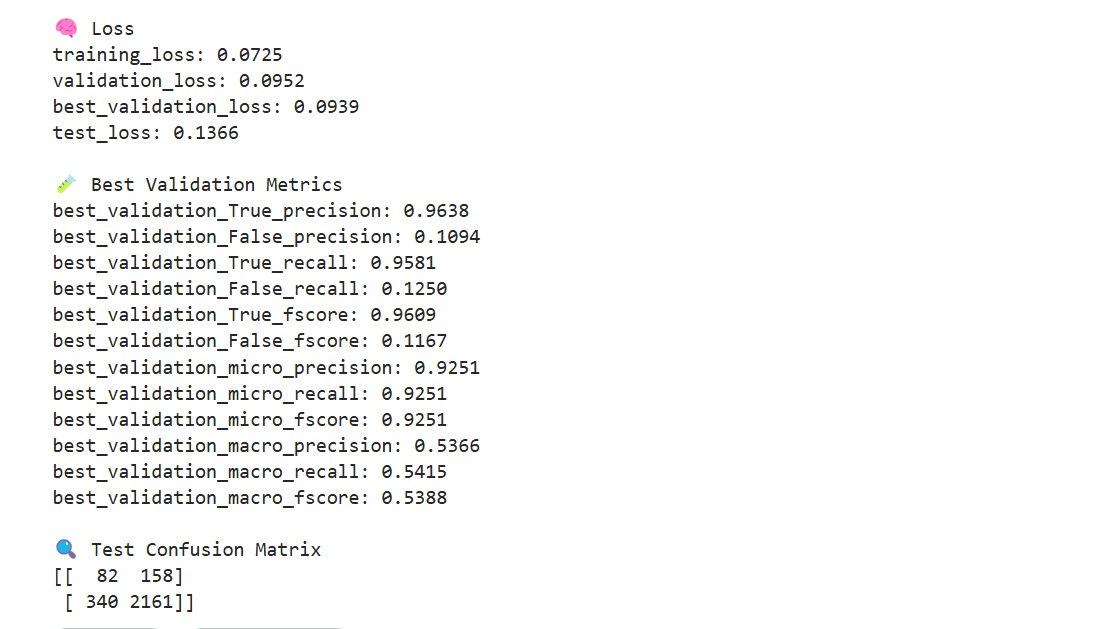 🧠 Loss
training_loss: 0.0725
validation_loss: 0.0952
best_validation_loss: 0.0939
test_loss: 0.1366
🧪 Best Validation Metrics
best_validation_True_precision: 0.9638
best_validation_False_precision: 0.1094
best_validation_True_recall: 0.9581
best_validation_False_recall: 0.1250
best_validation_True_fscore: 0.9609
best_validation_False_fscore: 0.1167
best_validation_micro_precision: 0.9251
best_validation_micro_recall: 0.9251
best_validation_micro_fscore: 0.9251
best_validation_macro_precision: 0.5366
best_validation_macro_recall: 0.5415
best_validation_macro_fscore: 0.5388
🔍 Test Confusion Matrix
[[  82  158]
 [ 340 2161]]